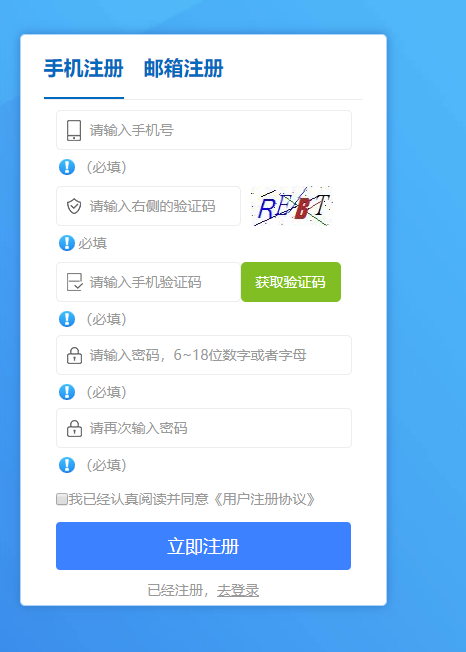 手机注册 邮箱注册
请输入手机号
（必填）
请输入右侧的验证码 REBT
必填
请输入手机验证码 获取验证码
（必填）
请输入密码，6~18位数字或者字母
（必填）
请再次输入密码
（必填）
我已经认真阅读并同意《用户注册协议》
立即注册
已经注册，去登录